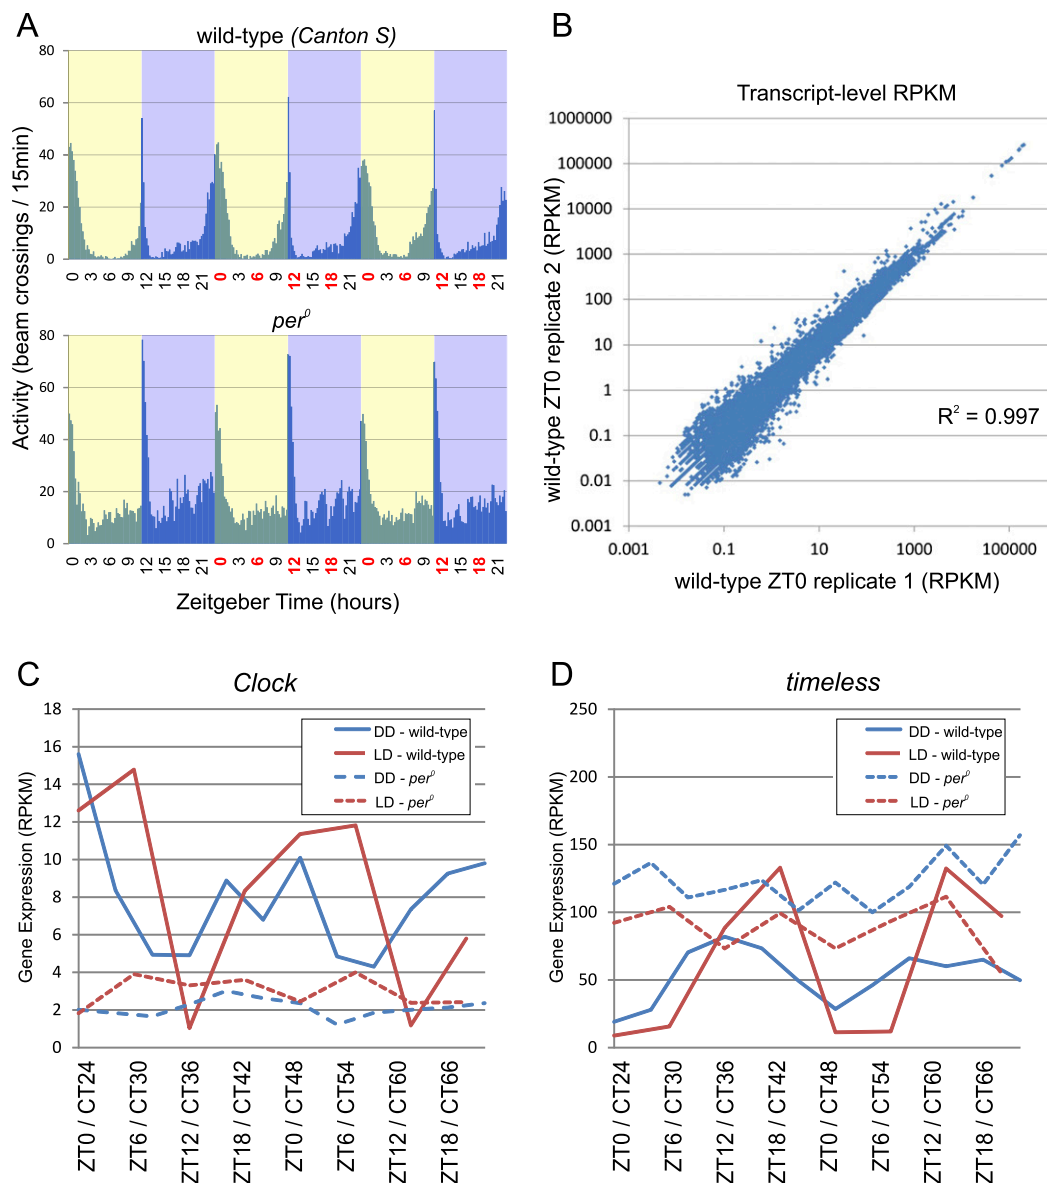 A
wild-type (Canton S)
80
60
40
20
0
0 3 6 9 12 15 18 21 0 6 9 12 15 18 21 0 3 6 9 12 15 18 21
per⁰
80
60
40
20
0
0 3 6 9 12 15 18 21 0 3 6 9 12 15 18 21 0 3 6 9 12 15 18 21
Activity (beam crossings / 15min)
Zeitgeber Time (hours)
B
Transcript-level RPKM
1000000
100000
10000
1000
100
10
1
0.1
0.01
0.001
R² = 0.997
0.001 0.1 10 1000 100000
wild-type ZT0 replicate 2 (RPKM)
wild-type ZT0 replicate 1 (RPKM)
C
Clock
18
16
14
12
10
8
6
4
2
0
Gene Expression (RPKM)
DD - wild-type
LD - wild-type
DD - per⁰
LD - per⁰
ZT0 / CT24
ZT6 / CT30
ZT12 / CT36
ZT18 / CT42
ZT0 / CT48
ZT6 / CT54
ZT12 / CT60
ZT18 / CT66
D
timeless
250
200
150
100
50
0
Gene Expression (RPKM)
DD - wild-type
LD - wild-type
DD - per⁰
LD - per⁰
ZT0 / CT24
ZT6 / CT30
ZT12 / CT36
ZT18 / CT42
ZT0 / CT48
ZT6 / CT54
ZT12 / CT60
ZT18 / CT66